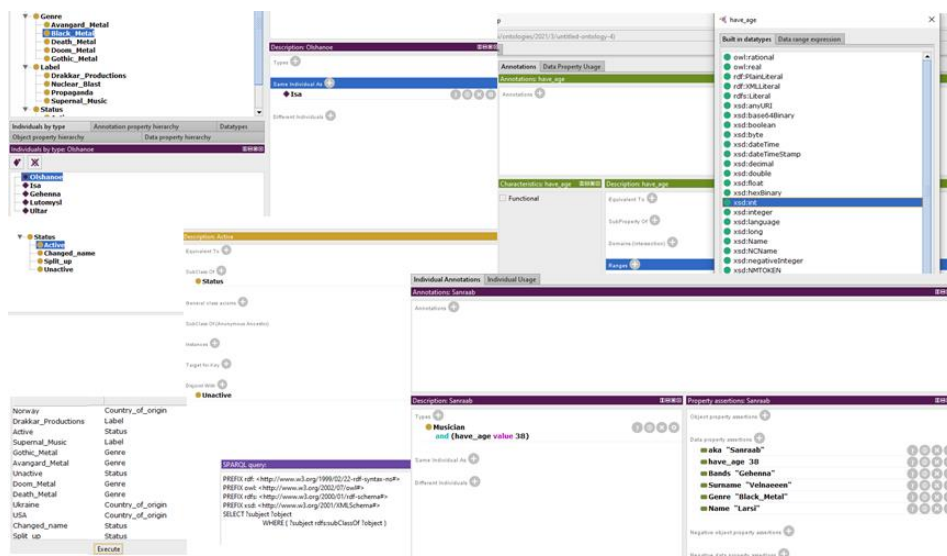 Genre
Avangard_Metal
Black_Metal
Death_Metal
Doom_Metal
Gothic_Metal
Label
Drakkar_Productions
Nuclear_Blast
Propaganda
Supernal_Music
Status
Individuals by type
Annotation property hierarchy
Datatypes
Object property hierarchy
Data property hierarchy
Individuals by type: Olshanoe
Olshanoe
Isa
Gehenna
Lutomysl
Ultar
Description: Olshanoe
Types
Same Individual As
Isa
Different Individuals
/ontologies/2021/3/untitled-ontology-4)
Annotations
Data Property Usage
Annotations: have_age
Annotations
Characteristics: have_age
Functional
Description: have_age
Equivalent To
SubProperty Of
Domains (intersection)
Ranges
have_age
Built in datatypes
Data range expression
owl:rational
owl:real
rdf:PlainLiteral
rdf:XMLLiteral
rdfs:Literal
xsd:anyURI
xsd:base64Binary
xsd:boolean
xsd:byte
xsd:dateTime
xsd:dateTimeStamp
xsd:decimal
xsd:double
xsd:float
xsd:hexBinary
xsd:int
xsd:integer
xsd:language
xsd:long
xsd:Name
xsd:NCName
xsd:negativeInteger
xsd:NMTOKEN
Status
Active
Changed_name
Split_up
Unactive
Description: Active
Equivalent To
SubClass Of
Status
General class axioms
SubClass Of (Anonymous Ancestor)
Instances
Target for Key
Disjoint With
Unactive
Individual Annotations
Individual Usage
Annotations: Sanraab
Annotations
Description: Sanraab
Types
Musician
and (have_age value 38)
Same Individual As
Different Individuals
Property assertions: Sanraab
Object property assertions
Data property assertions
aka "Sanraab"
have_age 38
Bands "Gehenna"
Surname "Velnaeeen"
Genre "Black_Metal"
Name "Larsi"
Negative object property assertions
Negative data property assertions
Norway Country_of_origin
Drakkar_Productions Label
Active Status
Supernal_Music Label
Gothic_Metal Genre
Avangard_Metal Genre
Unactive Status
Doom_Metal Genre
Death_Metal Genre
Ukraine Country_of_origin
USA Country_of_origin
Changed_name Status
Split_up Status
Execute
SPARQL query:
PREFIX rdf: <http://www.w3.org/1999/02/22-rdf-syntax-ns#>
PREFIX owl: <http://www.w3.org/2002/07/owl#>
PREFIX rdfs: <http://www.w3.org/2000/01/rdf-schema#>
PREFIX xsd: <http://www.w3.org/2001/XMLSchema#>
SELECT ?subject ?object
WHERE { ?subject rdfs:subClassOf ?object }